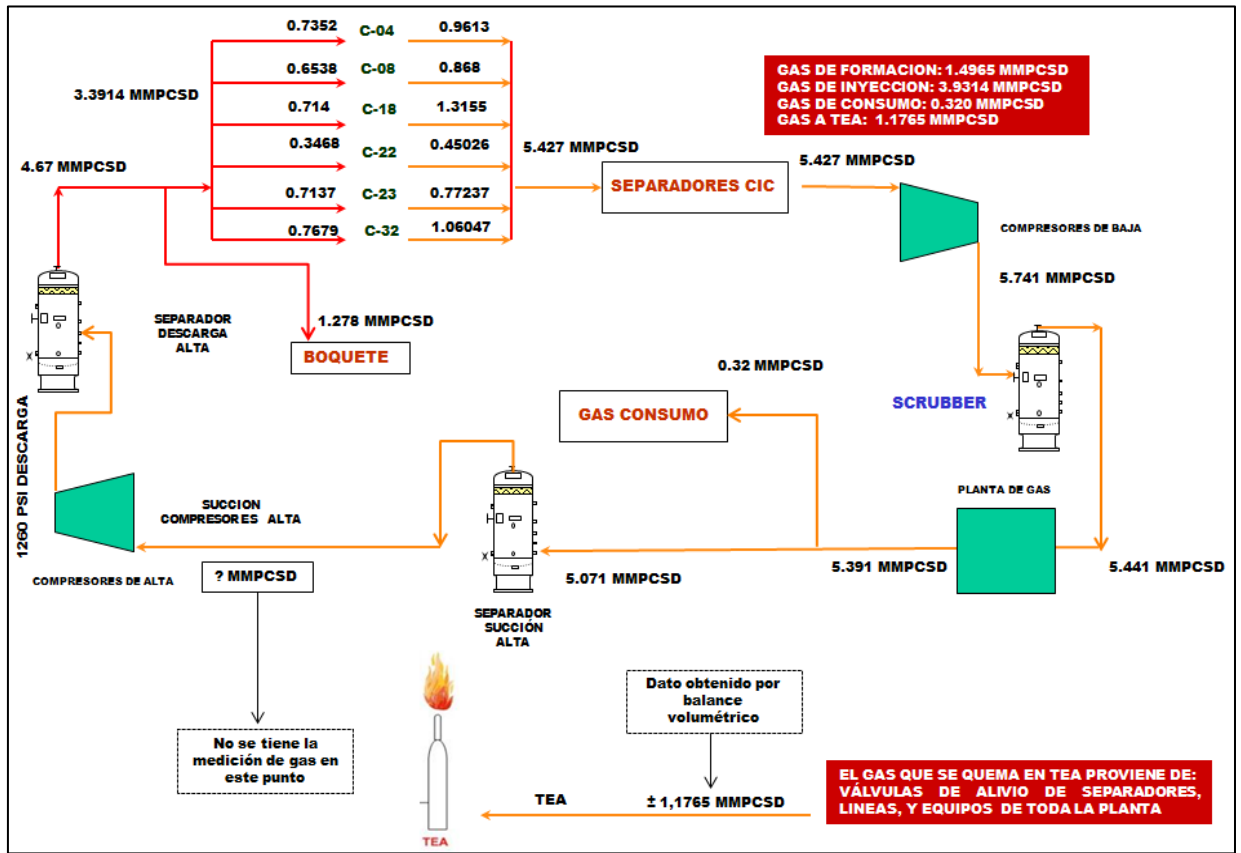 0.7352 C-04 0.9613
0.6538 C-08 0.868
3.3914 MMPCSD
0.714 C-18 1.3155
0.3468 C-22 0.45026
4.67 MMPCSD
5.427 MMPCSD
0.7137 C-23 0.77237
0.7679 C-32 1.06047
GAS DE FORMACION: 1.4965 MMPCSD
GAS DE INYECCION: 3.9314 MMPCSD
GAS DE CONSUMO: 0.320 MMPCSD
GAS A TEA: 1.1765 MMPCSD
SEPARADORES CIC
5.427 MMPCSD
COMPRESORES DE BAJA
5.741 MMPCSD
SEPARADOR
DESCARGA
ALTA
1.278 MMPCSD
BOQUETE
0.32 MMPCSD
GAS CONSUMO
SCRUBBER
1260 PSI DESCARGA
SUCCION
COMPRESORES ALTA
PLANTA DE GAS
COMPRESORES DE ALTA
? MMPCSD
5.071 MMPCSD
5.391 MMPCSD
5.441 MMPCSD
SEPARADOR
SUCCIÓN
ALTA
No se tiene la
medición de gas en
este punto
Dato obtenido por
balance
volumétrico
TEA
± 1,1765 MMPCSD
TEA
EL GAS QUE SE QUEMA EN TEA PROVIENE DE:
VÁLVULAS DE ALIVIO DE SEPARADORES,
LINEAS, Y EQUIPOS DE TODA LA PLANTA